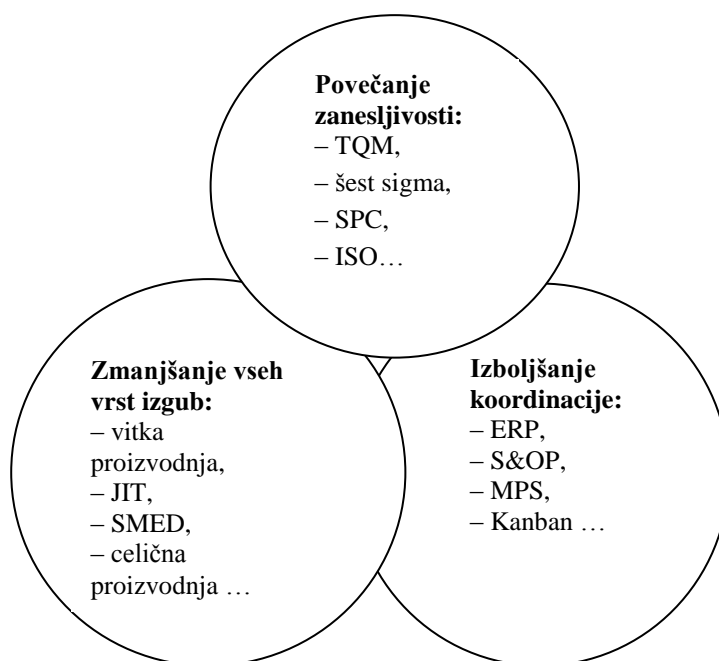 Povečanje
zanesljivosti:
– TQM,
– šest sigma,
– SPC,
– ISO…
Zmanjšanje vseh
vrst izgub:
– vitka
proizvodnja,
– JIT,
– SMED,
– celična
proizvodnja …
Izboljšanje
koordinacije:
– ERP,
– S&OP,
– MPS,
– Kanban …